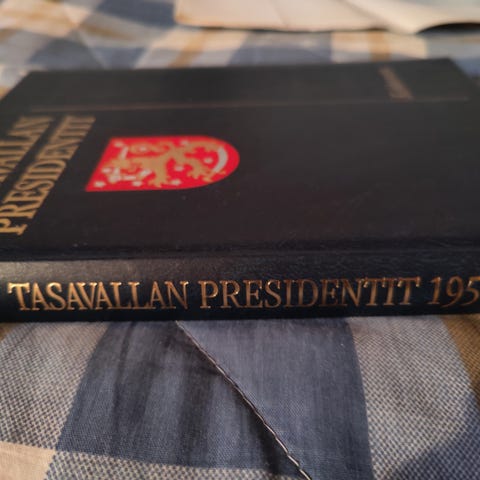 VALLAN
PRESIDENTIT
TASAVALLAN PRESIDENTIT 195